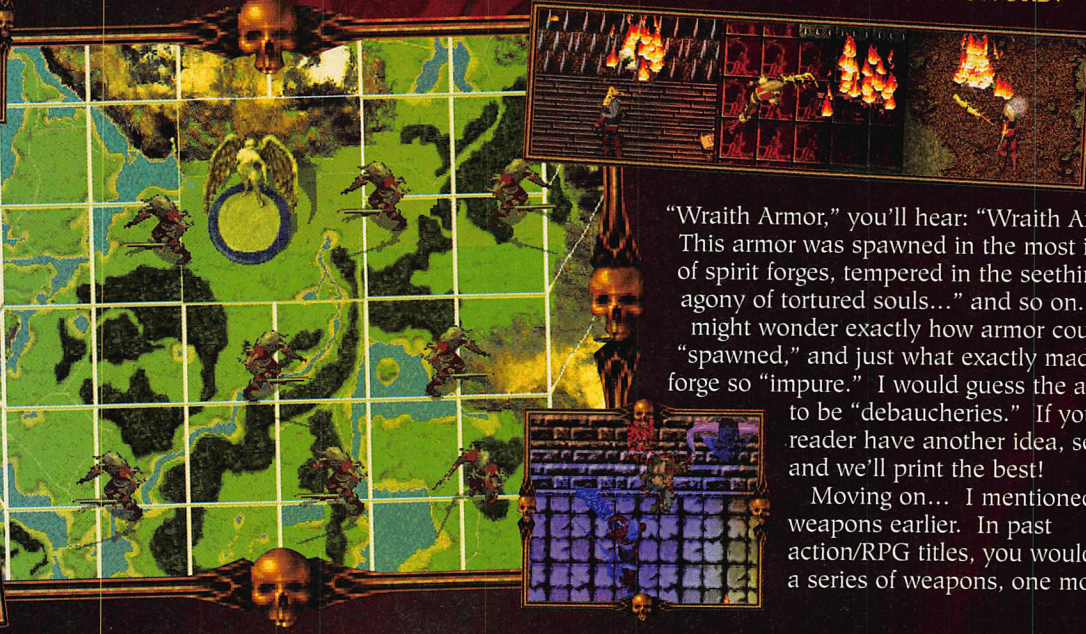 "Wraith Armor," you'll hear: "Wraith A
This armor was spawned in the most i
of spirit forges, tempered in the seethin
agony of tortured souls…" and so on.
might wonder exactly how armor cou
"spawned," and just what exactly mad
forge so "impure." I would guess the a
to be "debaucheries." If yo
reader have another idea, se
and we'll print the best!
Moving on… I mentioned
weapons earlier. In past
action/RPG titles, you would
a series of weapons, one mo